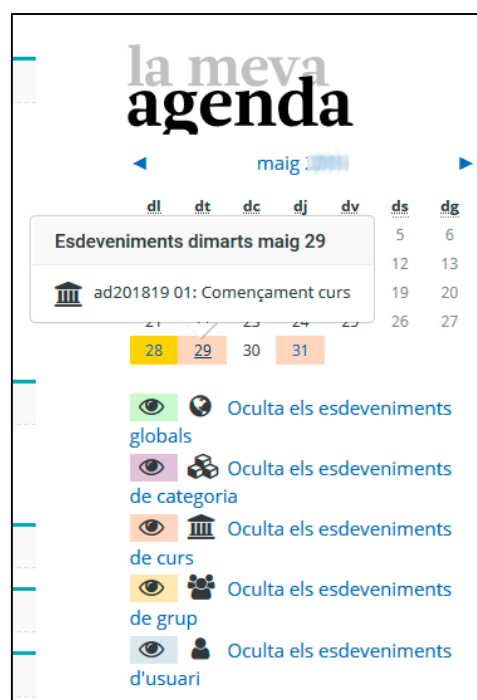 la meva
agenda
◄ maig ►
dl dt dc dj dv ds dg
Esdeveniments dimarts maig 29
5 6
12 13
ad201819 01: Començament curs
19 20
26 27
28 29 30 31
Oculta els esdeveniments
globals
Oculta els esdeveniments
de categoria
Oculta els esdeveniments
de curs
Oculta els esdeveniments
de grup
Oculta els esdeveniments
d'usuari